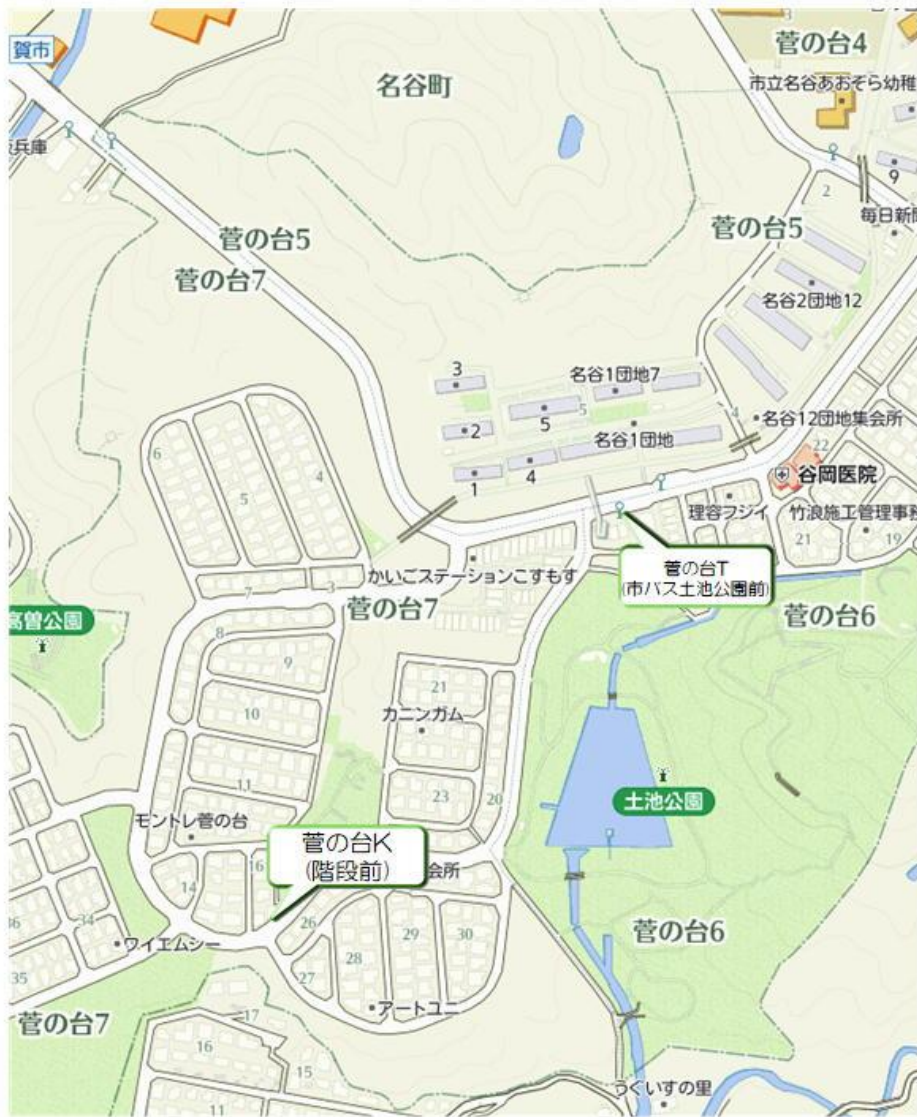 賀市
菅の台4
名谷町
市立名谷あおぞら幼稚
兵庫
9
2
毎日新聞
菅の台5
菅の台5
菅の台7
名谷2団地12
3
名谷1団地7
5
5
2
名谷1団地
4
名谷12団地集会所
22
1
4
谷岡医院
6
5
4
理容フジイ
竹浪施工管理事務
21
19
かいごステーションこすもす
菅の台T
(市バス土池公園前)
7
3
菅の台7
菅の台6
高曽公園
8
9
21
10
カニンガム
11
23
20
土池公園
モントレ菅の台
菅の台K
(階段前)
会所
14
16
26
36
34
ワイエムシー
29
30
菅の台6
35
28
27
アートユニ
菅の台7
17
16
15
うぐいすの里
11